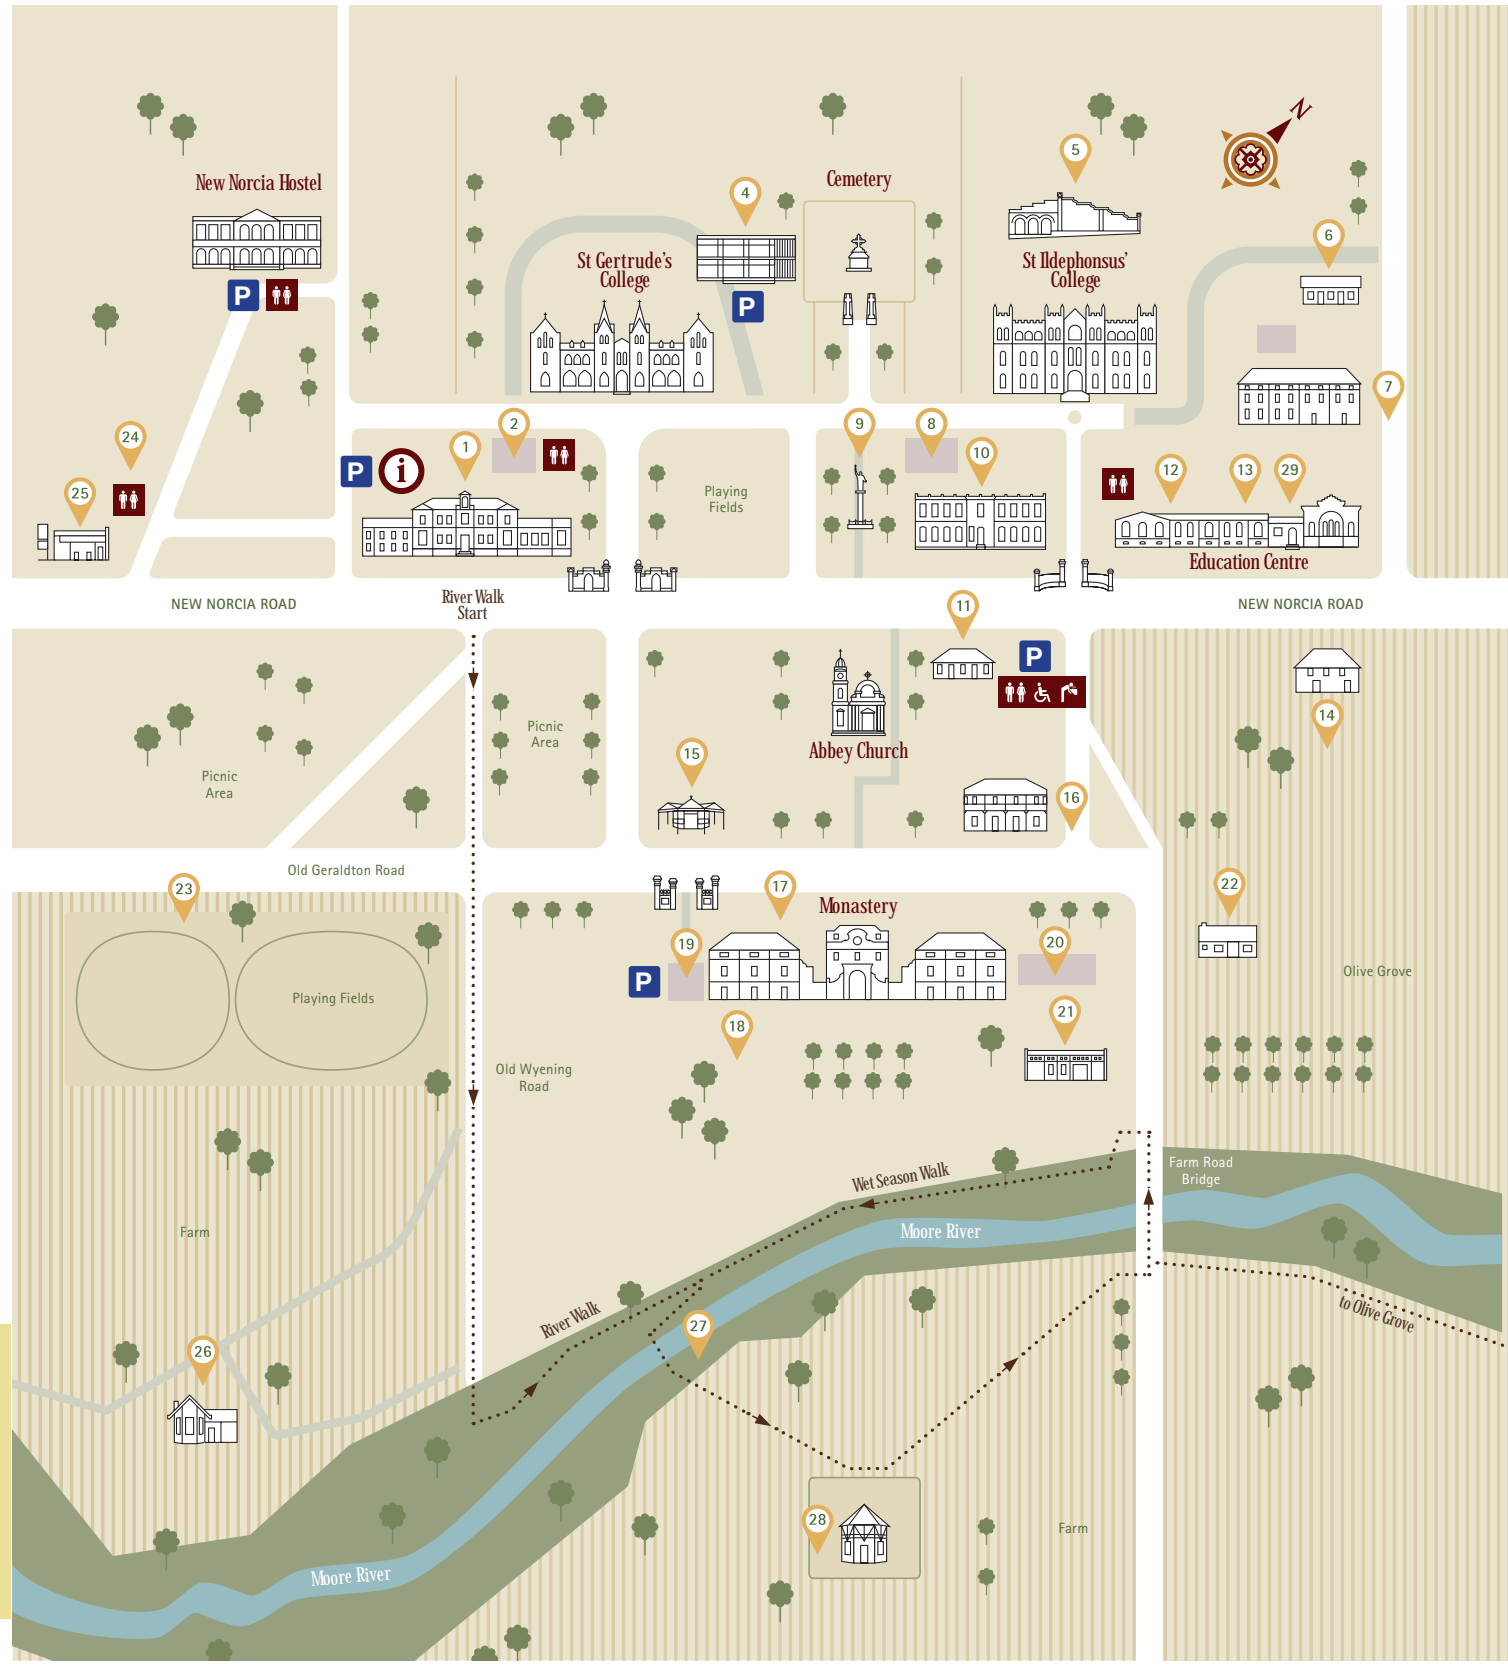 N
5
4
Cemetery
New Norcia Hostel
6
St Gertrude's
College
St Ildephonsus'
College
P
P
7
24
2
9
8
1
10
25
P
i
12
13
29
Playing
Fields
Education Centre
NEW NORCIA ROAD
River Walk
Start
11
NEW NORCIA ROAD
P
14
Picnic
Area
15
Abbey Church
Picnic
Area
16
Old Geraldton Road
23
17
22
Monastery
19
20
P
Olive Grove
Playing Fields
18
21
Old Wyening
Road
Wet Season Walk
Farm Road
Bridge
Farm
Moore River
River Walk
27
to Olive Grove
26
28
Farm
Moore River